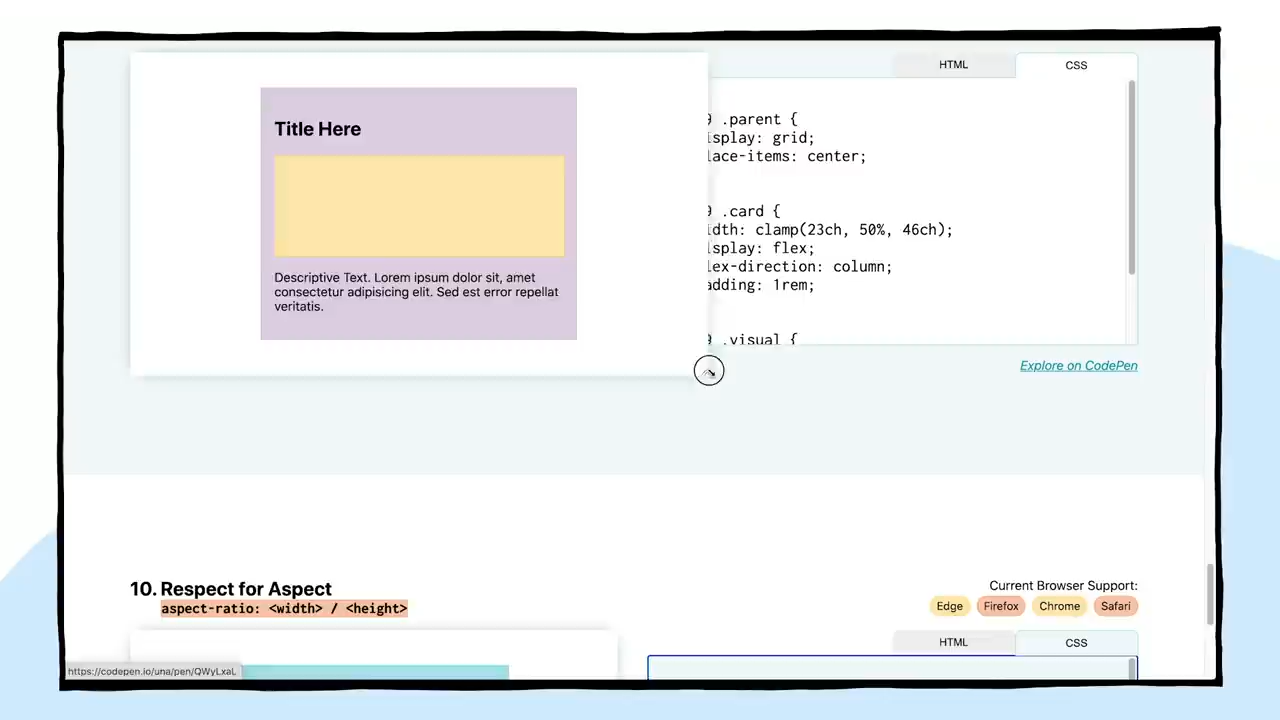 Title Here
Descriptive Text. Lorem ipsum dolor sit, amet
consectetur adipisicing elit. Sed est error repellat
veritatis.
HTML
CSS
.parent {
isplay: grid;
lace-items: center;
.card {
idth: clamp(23ch, 50%, 46ch);
isplay: flex;
lex-direction: column;
adding: 1rem;
.visual {
Explore on CodePen
10. Respect for Aspect
aspect-ratio: <width> / <height>
Current Browser Support:
Edge Firefox Chrome Safari
HTML
CSS
https://codepen.io/una/pen/QWyLxaL